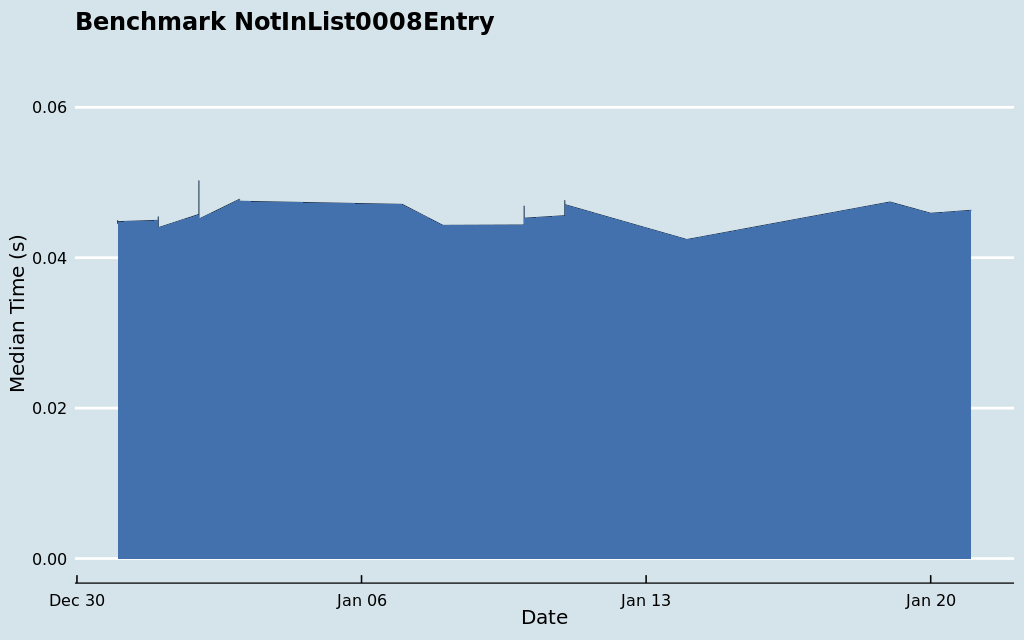 Benchmark NotInList0008Entry
Median Time (s)
0.06
0.04
0.02
0.00
Dec 30
Jan 06
Jan 13
Jan 20
Date